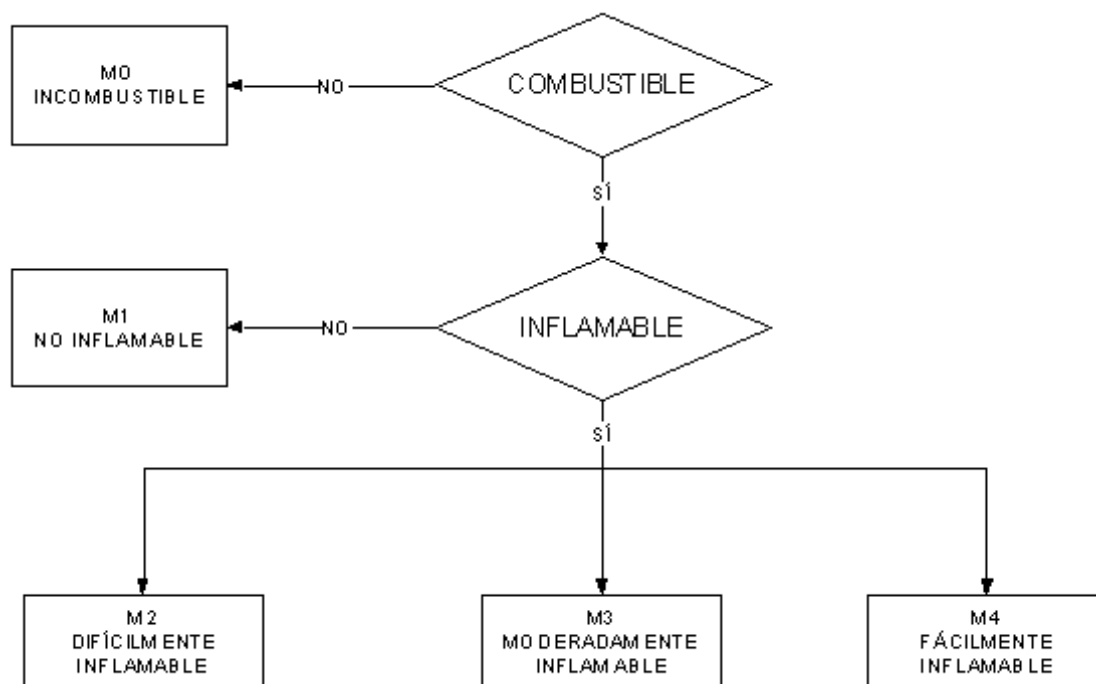 M0
INCOMBUSTIBLE
NO
COMBUSTIBLE
SÍ
M1
NO INFLAMABLE
NO
INFLAMABLE
SÍ
M2
DIFÍCILMENTE
INFLAMABLE
M3
MODERADAMENTE
INFLAMABLE
M4
FÁCILMENTE
INFLAMABLE